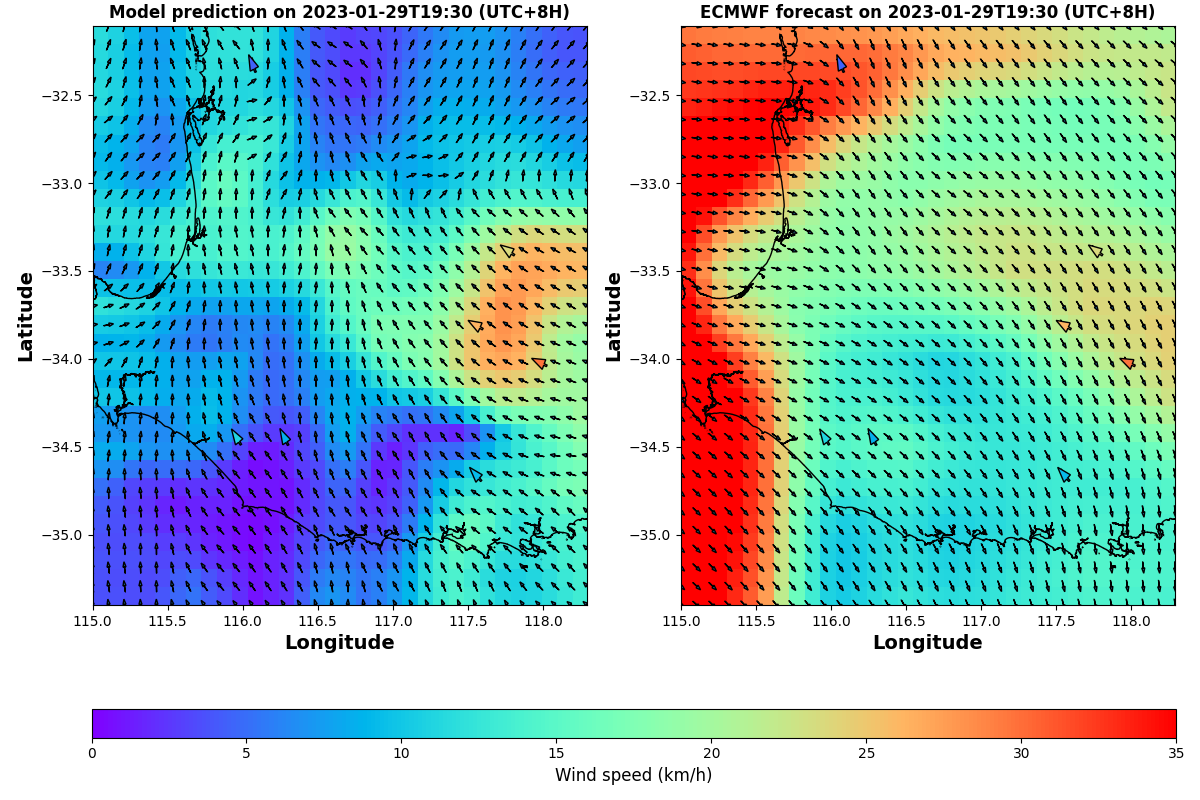 Model prediction on 2023-01-29T19:30 (UTC+8H)
ECMWF forecast on 2023-01-29T19:30 (UTC+8H)
Latitude
−32.5
−33.0
−33.5
−34.0
−34.5
−35.0
115.0 115.5 116.0 116.5 117.0 117.5 118.0
Longitude
Latitude
−32.5
−33.0
−33.5
−34.0
−34.5
−35.0
115.0 115.5 116.0 116.5 117.0 117.5 118.0
Longitude
0 5 10 15 20 25 30 35
Wind speed (km/h)